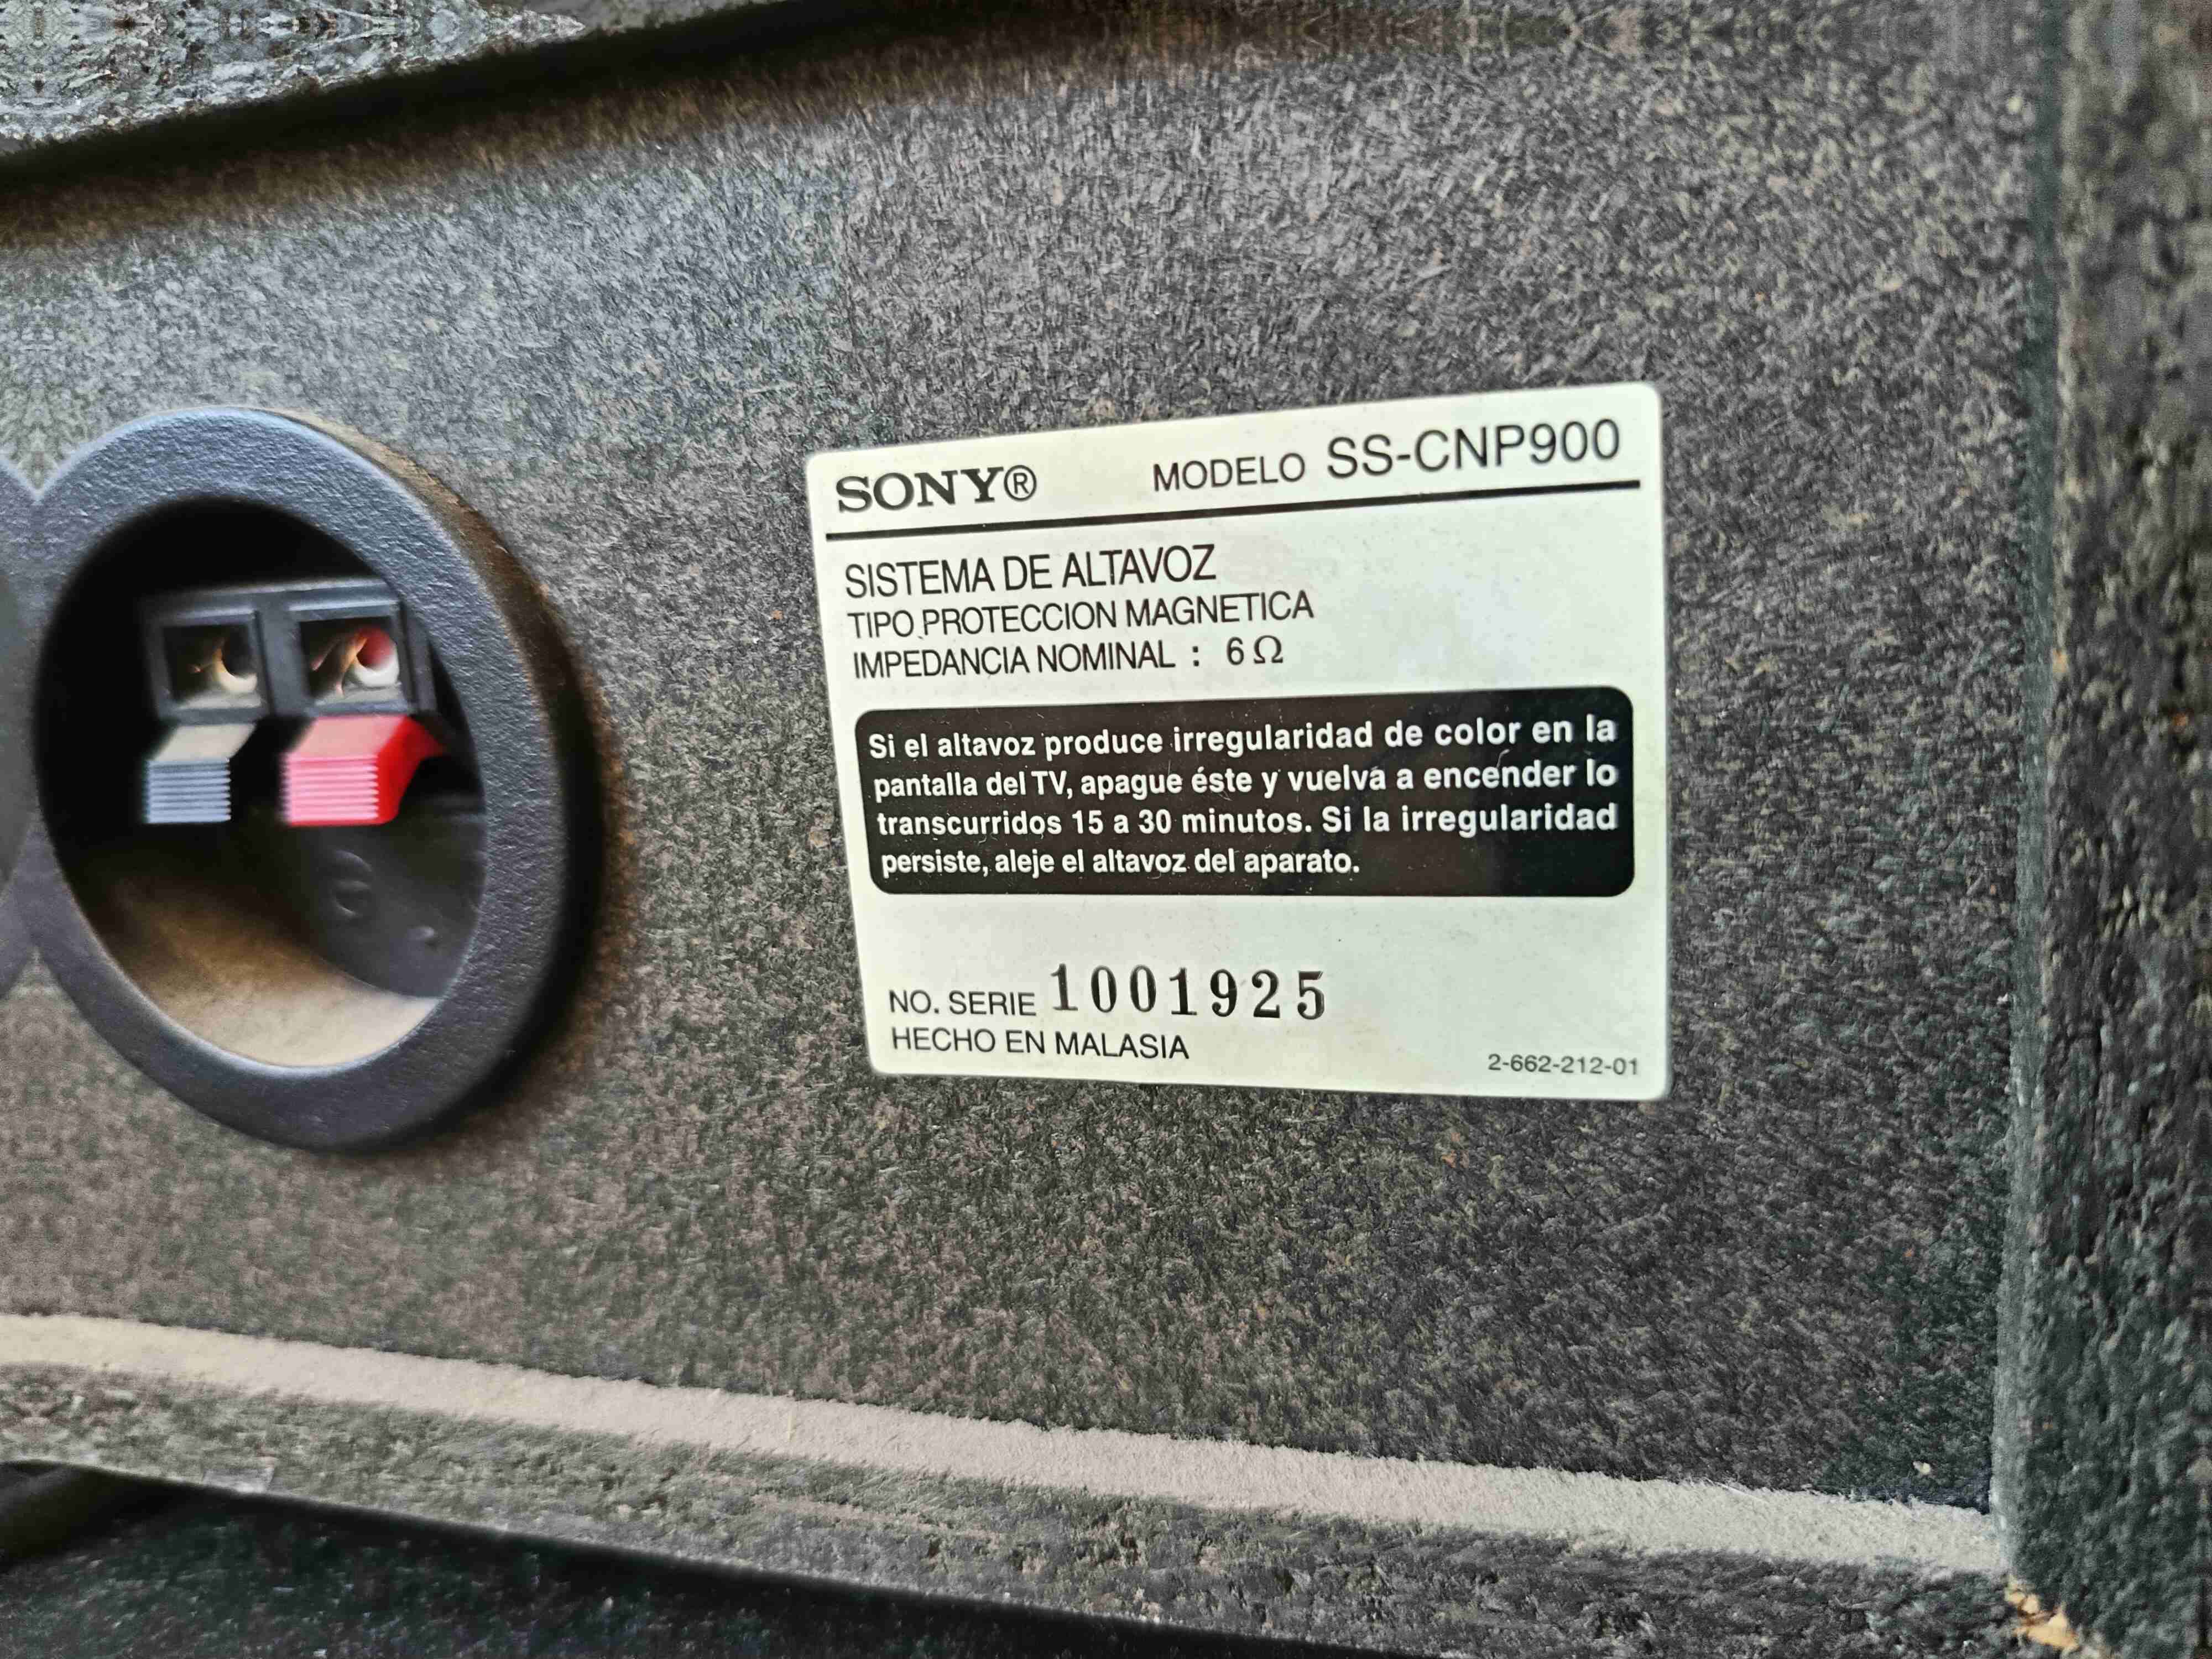 SONY® MODELO SS-CNP900
SISTEMA DE ALTAVOZ
TIPO PROTECCION MAGNETICA
IMPEDANCIA NOMINAL : 6 Ω
Si el altavoz produce irregularidad de color en la
pantalla del TV, apague éste y vuelva a encender lo
transcurridos 15 a 30 minutos. Si la irregularidad
persiste, aleje el altavoz del aparato.
NO. SERIE 1001925
HECHO EN MALASIA
2-662-212-01